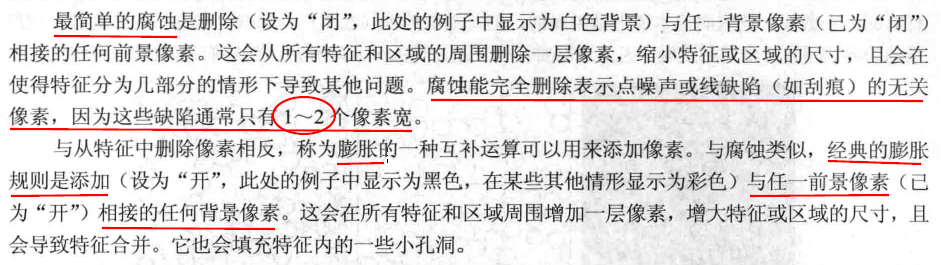 最简单的腐蚀是删除（设为“闭”，此处的例子中显示为白色背景）与任一背景像素（已为“闭”）
相接的任何前景像素。这会从所有特征和区域的周围删除一层像素，缩小特征或区域的尺寸，且会在
使得特征分为几部分的情形下导致其他问题。腐蚀能完全删除表示点噪声或线缺陷（如刮痕）的无关
像素，因为这些缺陷通常只有1～2个像素宽。
与从特征中删除像素相反，称为膨胀的一种互补运算可以用来添加像素。与腐蚀类似，经典的膨胀
规则是添加（设为“开”，此处的例子中显示为黑色，在某些其他情形显示为彩色）与任一前景像素（已
为“开”）相接的任何背景像素。这会在所有特征和区域周围增加一层像素，增大特征或区域的尺寸，且
会导致特征合并。它也会填充特征内的一些小孔洞。